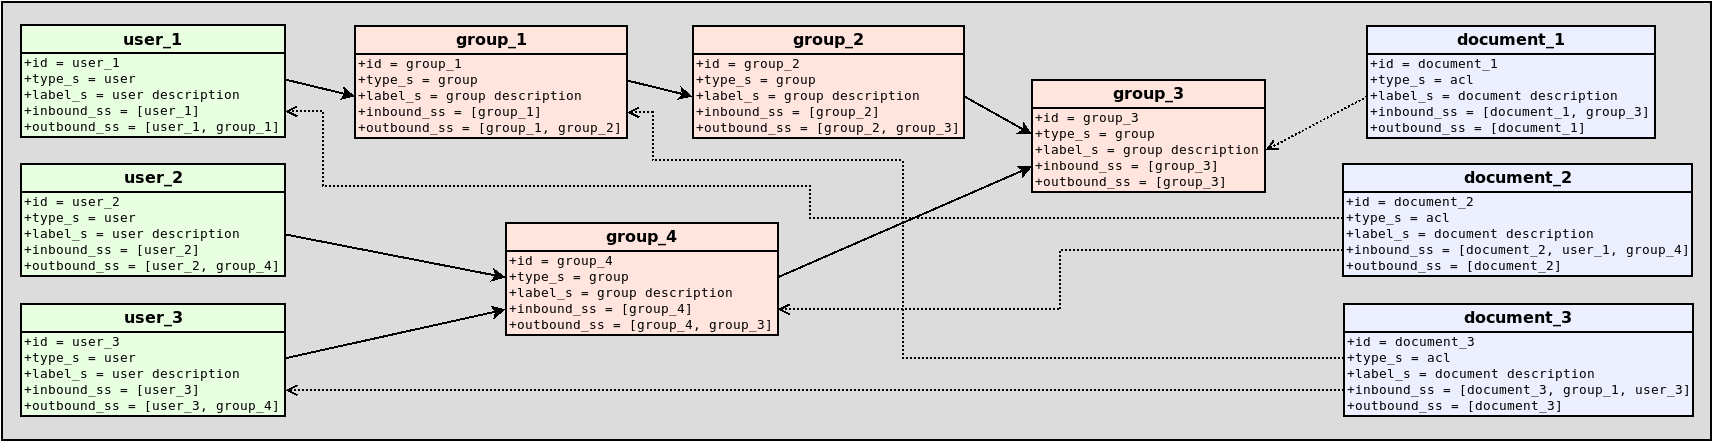 user_1
+id = user_1
+type_s = user
+label_s = user description
+inbound_ss = [user_1]
+outbound_ss = [user_1, group_1]
group_1
+id = group_1
+type_s = group
+label_s = group description
+inbound_ss = [group_1]
+outbound_ss = [group_1, group_2]
group_2
+id = group_2
+type_s = group
+label_s = group description
+inbound_ss = [group_2]
+outbound_ss = [group_2, group_3]
group_3
+id = group_3
+type_s = group
+label_s = group description
+inbound_ss = [group_3]
+outbound_ss = [group_3]
document_1
+id = document_1
+type_s = acl
+label_s = document description
+inbound_ss = [document_1, group_3]
+outbound_ss = [document_1]
user_2
+id = user_2
+type_s = user
+label_s = user description
+inbound_ss = [user_2]
+outbound_ss = [user_2, group_4]
group_4
+id = group_4
+type_s = group
+label_s = group description
+inbound_ss = [group_4]
+outbound_ss = [group_4, group_3]
document_2
+id = document_2
+type_s = acl
+label_s = document description
+inbound_ss = [document_2, user_1, group_4]
+outbound_ss = [document_2]
user_3
+id = user_3
+type_s = user
+label_s = user description
+inbound_ss = [user_3]
+outbound_ss = [user_3, group_4]
document_3
+id = document_3
+type_s = acl
+label_s = document description
+inbound_ss = [document_3, group_1, user_3]
+outbound_ss = [document_3]